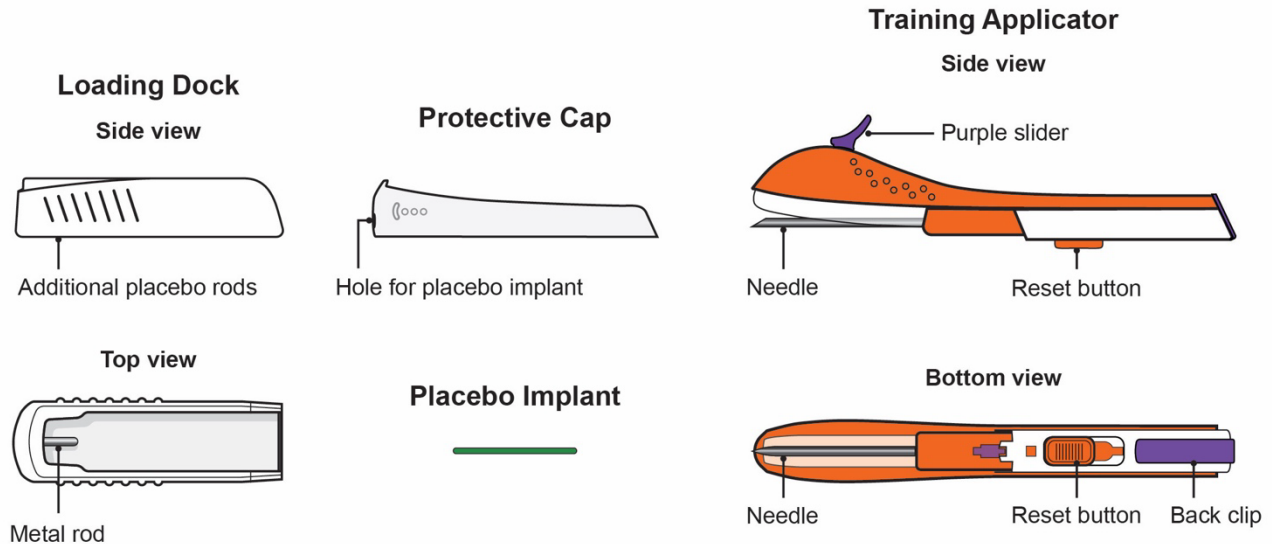 Loading Dock
Side view
Additional placebo rods
Top view
Metal rod
Protective Cap
Hole for placebo implant
Placebo Implant
Training Applicator
Side view
Purple slider
Needle
Reset button
Bottom view
Needle
Reset button
Back clip